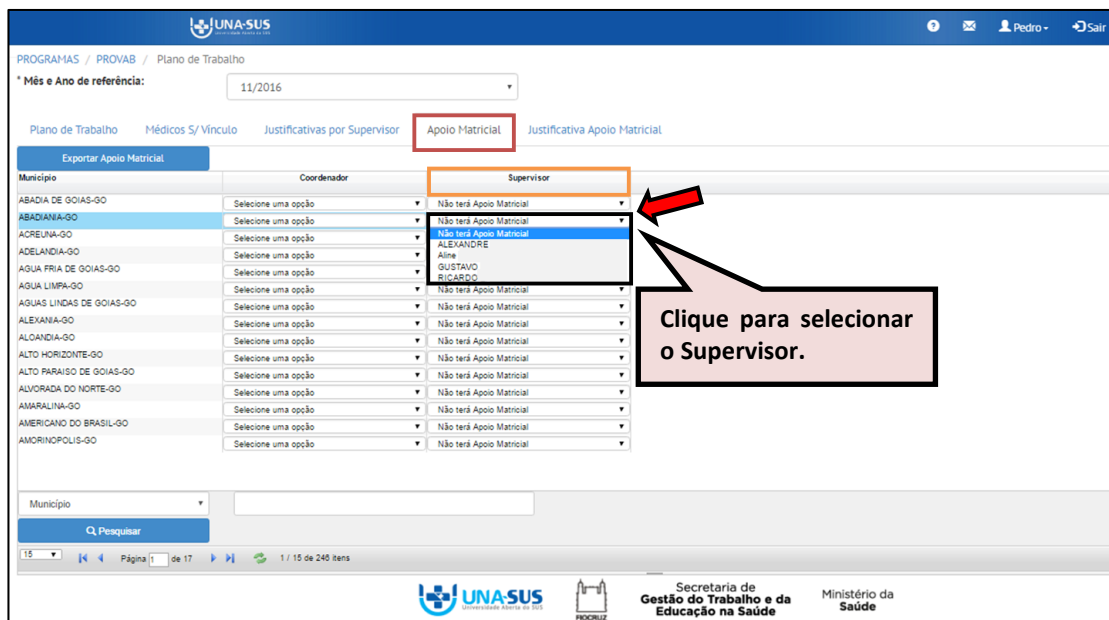 UNA-SUS
Universidade Aberta do SUS
? Pedro Sair
PROGRAMAS / PROVAB / Plano de Trabalho
* Mês e Ano de referência:
11/2016
Plano de Trabalho Médicos S/ Vínculo Justificativas por Supervisor Apoio Matricial Justificativa Apoio Matricial
Exportar Apoio Matricial
Município Coordenador Supervisor
ABADIA DE GOIAS-GO Selecione uma opção Não terá Apoio Matricial
ABADIANIA-GO Selecione uma opção Não terá Apoio Matricial
Não terá Apoio Matricial
ALEXANDRE
Aline
GUSTAVO
RICARDO
ACREUNA-GO Selecione uma opção
ADELANDIA-GO Selecione uma opção
AGUA FRIA DE GOIAS-GO Selecione uma opção
AGUA LIMPA-GO Selecione uma opção Não terá Apoio Matricial
AGUAS LINDAS DE GOIAS-GO Selecione uma opção Não terá Apoio Matricial
ALEXANIA-GO Selecione uma opção Não terá Apoio Matricial
ALOANDIA-GO Selecione uma opção Não terá Apoio Matricial
ALTO HORIZONTE-GO Selecione uma opção Não terá Apoio Matricial
ALTO PARAISO DE GOIAS-GO Selecione uma opção Não terá Apoio Matricial
ALVORADA DO NORTE-GO Selecione uma opção Não terá Apoio Matricial
AMARALINA-GO Selecione uma opção Não terá Apoio Matricial
AMERICANO DO BRASIL-GO Selecione uma opção Não terá Apoio Matricial
AMORINOPOLIS-GO Selecione uma opção Não terá Apoio Matricial
Clique para selecionar
o Supervisor.
Município
Pesquisar
15 Página 1 de 17 1 / 15 de 246 itens
UNA-SUS
Universidade Aberta do SUS
FIOCRUZ
Secretaria de
Gestão do Trabalho e da
Educação na Saúde
Ministério da
Saúde